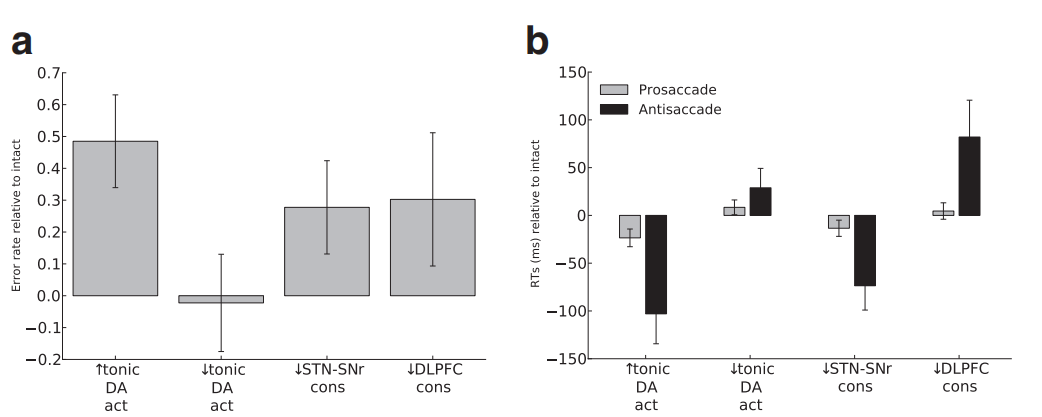 a
Error rate relative to intact
0.7
0.6
0.5
0.4
0.3
0.2
0.1
0.0
−0.1
−0.2
↑tonic
DA
act
↓tonic
DA
act
↓STN-SNr
cons
↓DLPFC
cons
b
RTs (ms) relative to intact
150
100
50
0
−50
−100
−150
Prosaccade
Antisaccade
↑tonic
DA
act
↓tonic
DA
act
↓STN-SNr
cons
↓DLPFC
cons